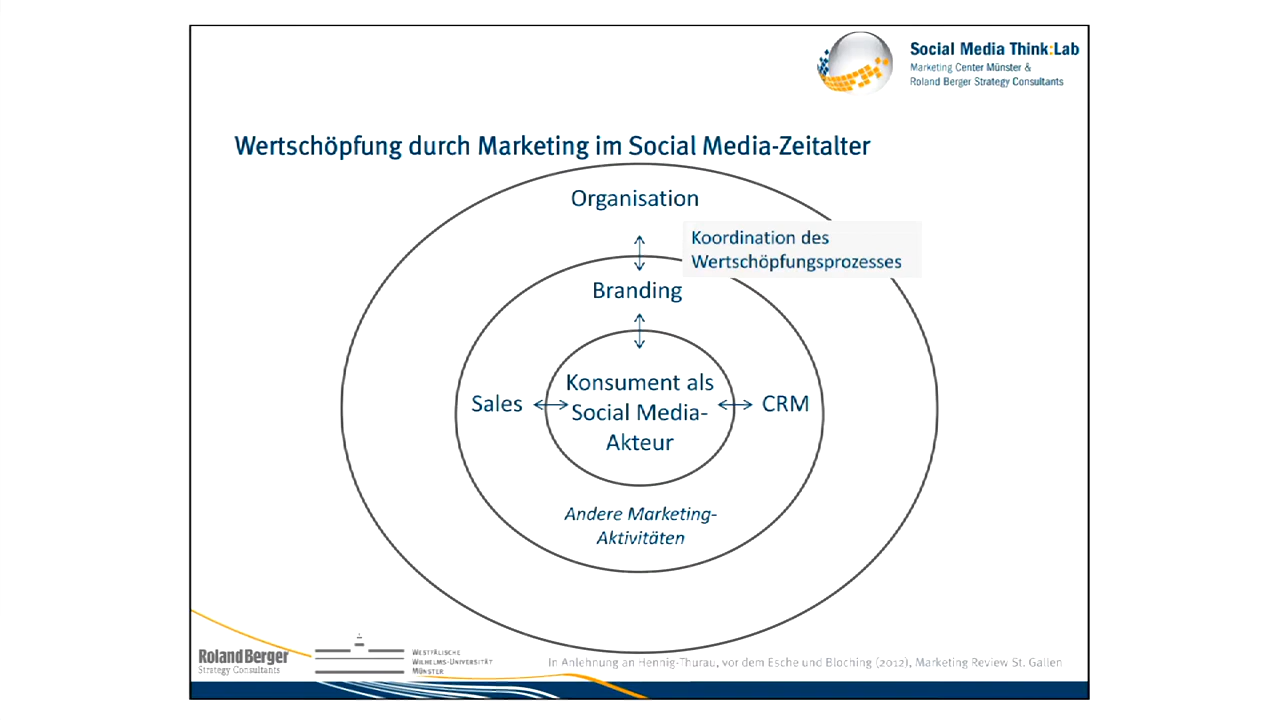 Social Media Think:Lab
Marketing Center Münster &
Roland Berger Strategy Consultants
Wertschöpfung durch Marketing im Social Media-Zeitalter
Organisation
Koordination des
Wertschöpfungsprozesses
Branding
Konsument als
Social Media-
Akteur
Sales
CRM
Andere Marketing-
Aktivitäten
Roland Berger
Strategy Consultants
Westfälische
Wilhelms-Universität
Münster
In Anlehnung an Hennig-Thurau, vor dem Esche und Bloching (2012), Marketing Review St. Gallen